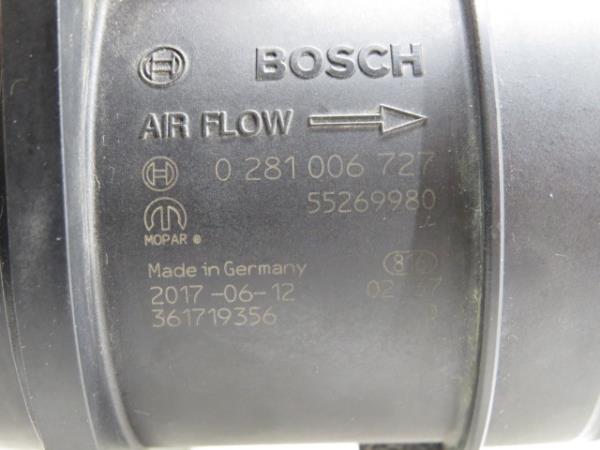 BOSCH
AIR FLOW
0 281 006 727
55269980
MOPAR ®
Made in Germany
2017-06-12
361719356